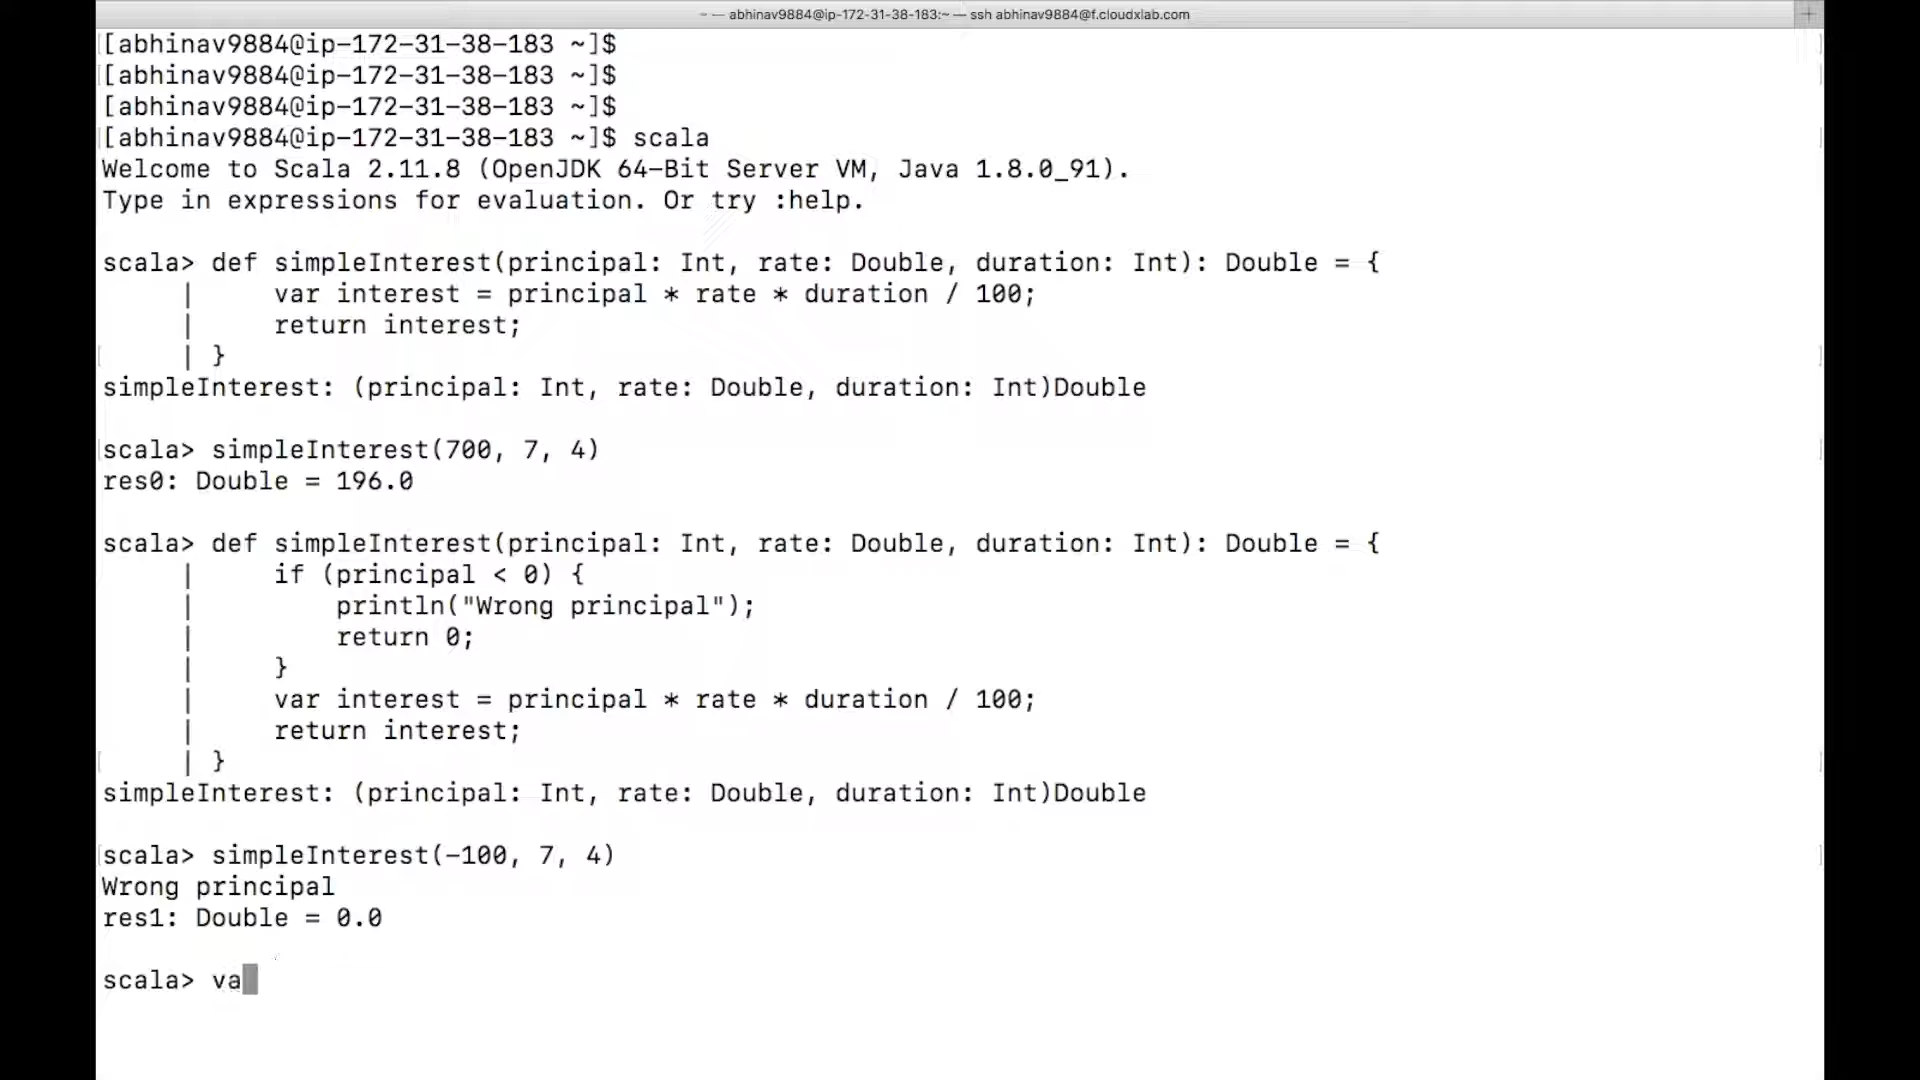 ~ — abhinav9884@ip-172-31-38-183:~ — ssh abhinav9884@f.cloudxlab.com
[abhinav9884@ip-172-31-38-183 ~]$
[abhinav9884@ip-172-31-38-183 ~]$
[abhinav9884@ip-172-31-38-183 ~]$
[abhinav9884@ip-172-31-38-183 ~]$ scala
Welcome to Scala 2.11.8 (OpenJDK 64-Bit Server VM, Java 1.8.0_91).
Type in expressions for evaluation. Or try :help.
scala> def simpleInterest(principal: Int, rate: Double, duration: Int): Double = {
     |     var interest = principal * rate * duration / 100;
     |     return interest;
     | }
simpleInterest: (principal: Int, rate: Double, duration: Int)Double
scala> simpleInterest(700, 7, 4)
res0: Double = 196.0
scala> def simpleInterest(principal: Int, rate: Double, duration: Int): Double = {
     |     if (principal < 0) {
     |         println("Wrong principal");
     |         return 0;
     |     }
     |     var interest = principal * rate * duration / 100;
     |     return interest;
     | }
simpleInterest: (principal: Int, rate: Double, duration: Int)Double
scala> simpleInterest(-100, 7, 4)
Wrong principal
res1: Double = 0.0
scala> va